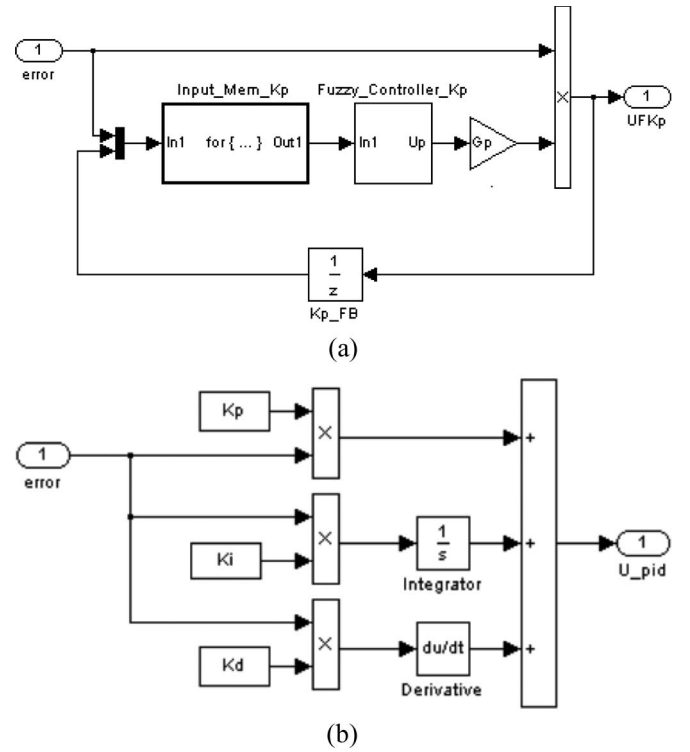 1
error
Input_Mem_Kp
In1 for { ... } Out1
Fuzzy_Controller_Kp
In1 Up
Gp
×
1
UFKp
1
z
Kp_FB
(a)
Kp
×
+
1
error
Ki
×
1
s
Integrator
+
1
U_pid
Kd
×
du/dt
Derivative
+
(b)